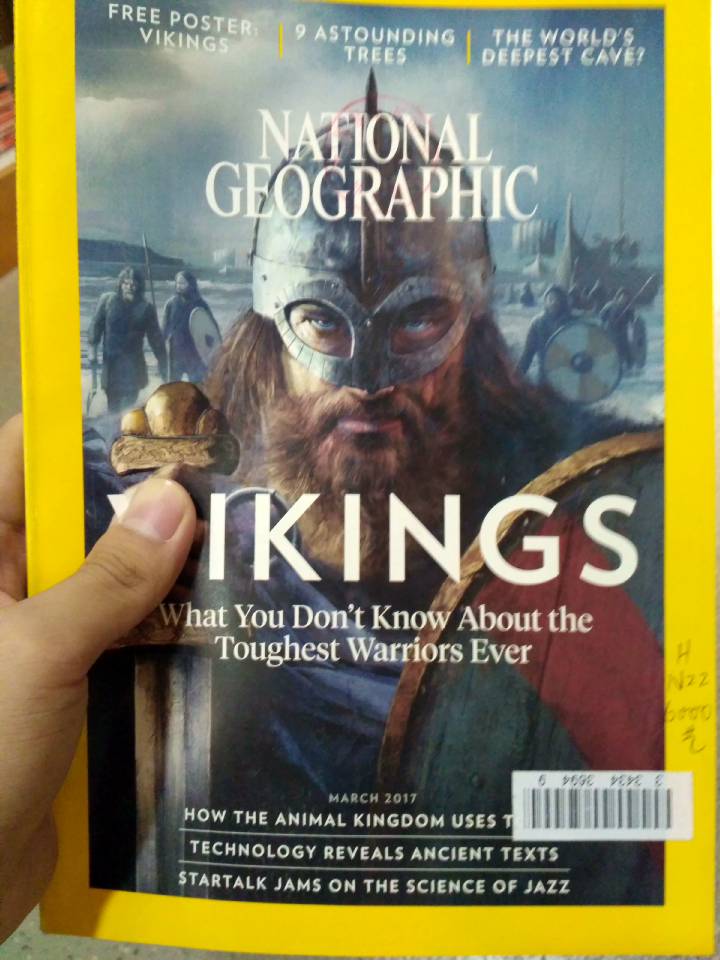 FREE POSTER: VIKINGS
9 ASTOUNDING TREES
THE WORLD'S DEEPEST CAVE?
NATIONAL
GEOGRAPHIC
VIKINGS
What You Don't Know About the
Toughest Warriors Ever
H
N22
6000
MARCH 2017
HOW THE ANIMAL KINGDOM USES
TECHNOLOGY REVEALS ANCIENT TEXTS
STARTALK JAMS ON THE SCIENCE OF JAZZ